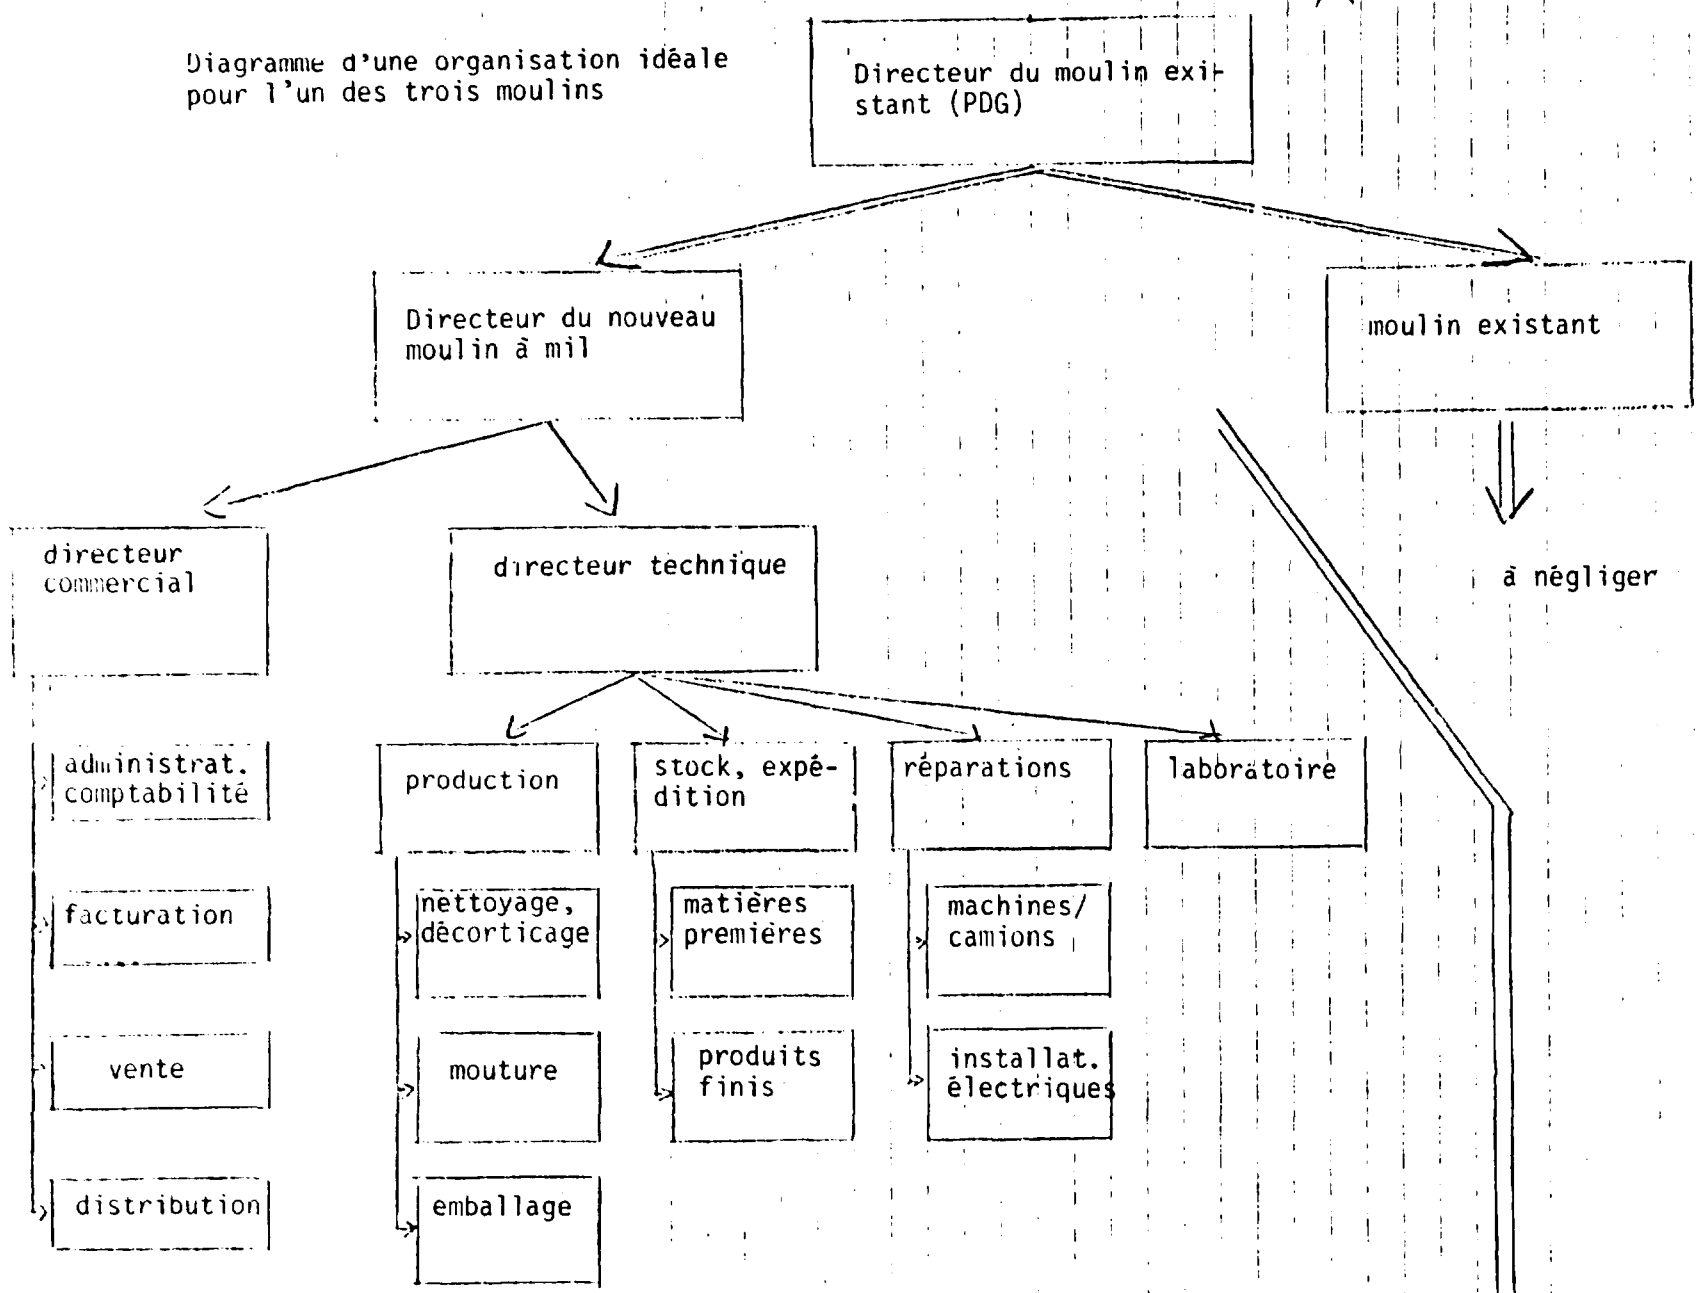 Diagramme d'une organisation idéale
pour l'un des trois moulins
Directeur du moulin exi-
stant (PDG)
Directeur du nouveau
moulin à mil
moulin existant
directeur
commercial
directeur technique
à négliger
administrat.
comptabilité
production
stock, expé-
dition
réparations
laboratoire
facturation
nettoyage,
décorticage
matières
premières
machines/
camions
vente
mouture
produits
finis
installat.
électriques
distribution
emballage